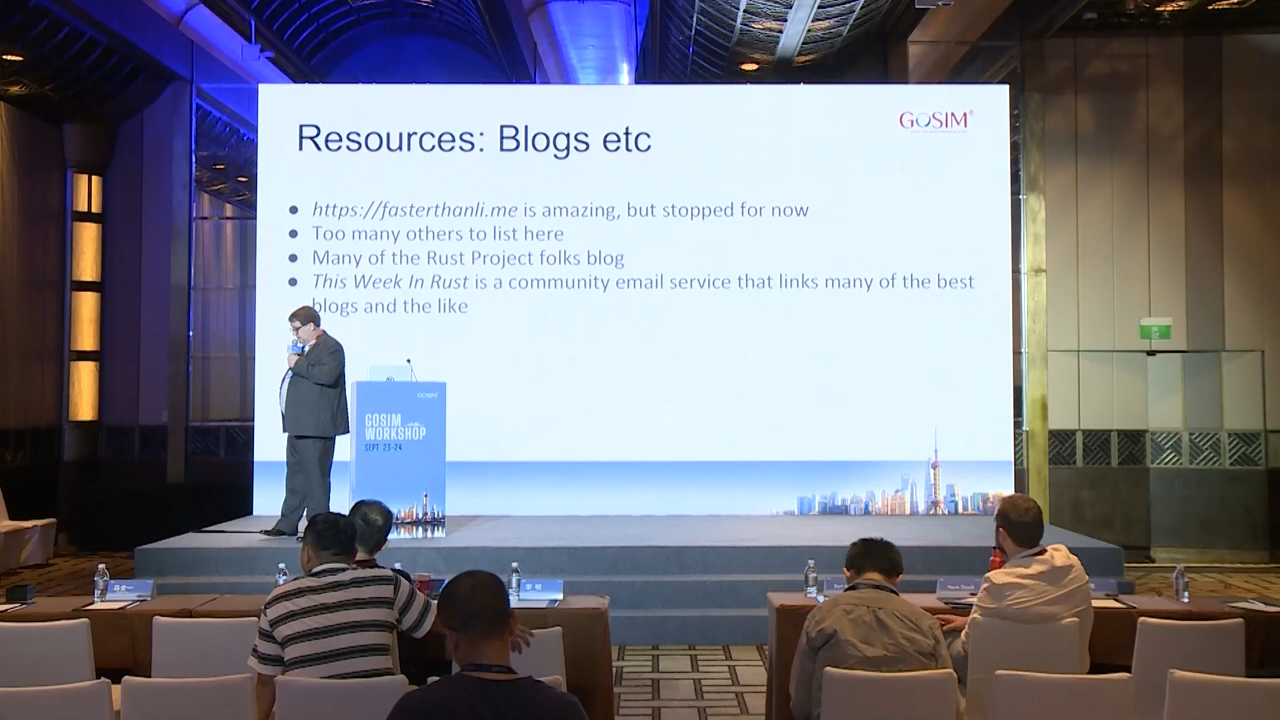 GOSIM
Resources: Blogs etc
https://fasterthanli.me is amazing, but stopped for now
Too many others to list here
Many of the Rust Project folks blog
This Week In Rust is a community email service that links many of the best
blogs and the like
GOSIM
GOSIM
WORKSHOP
SEPT 23-24